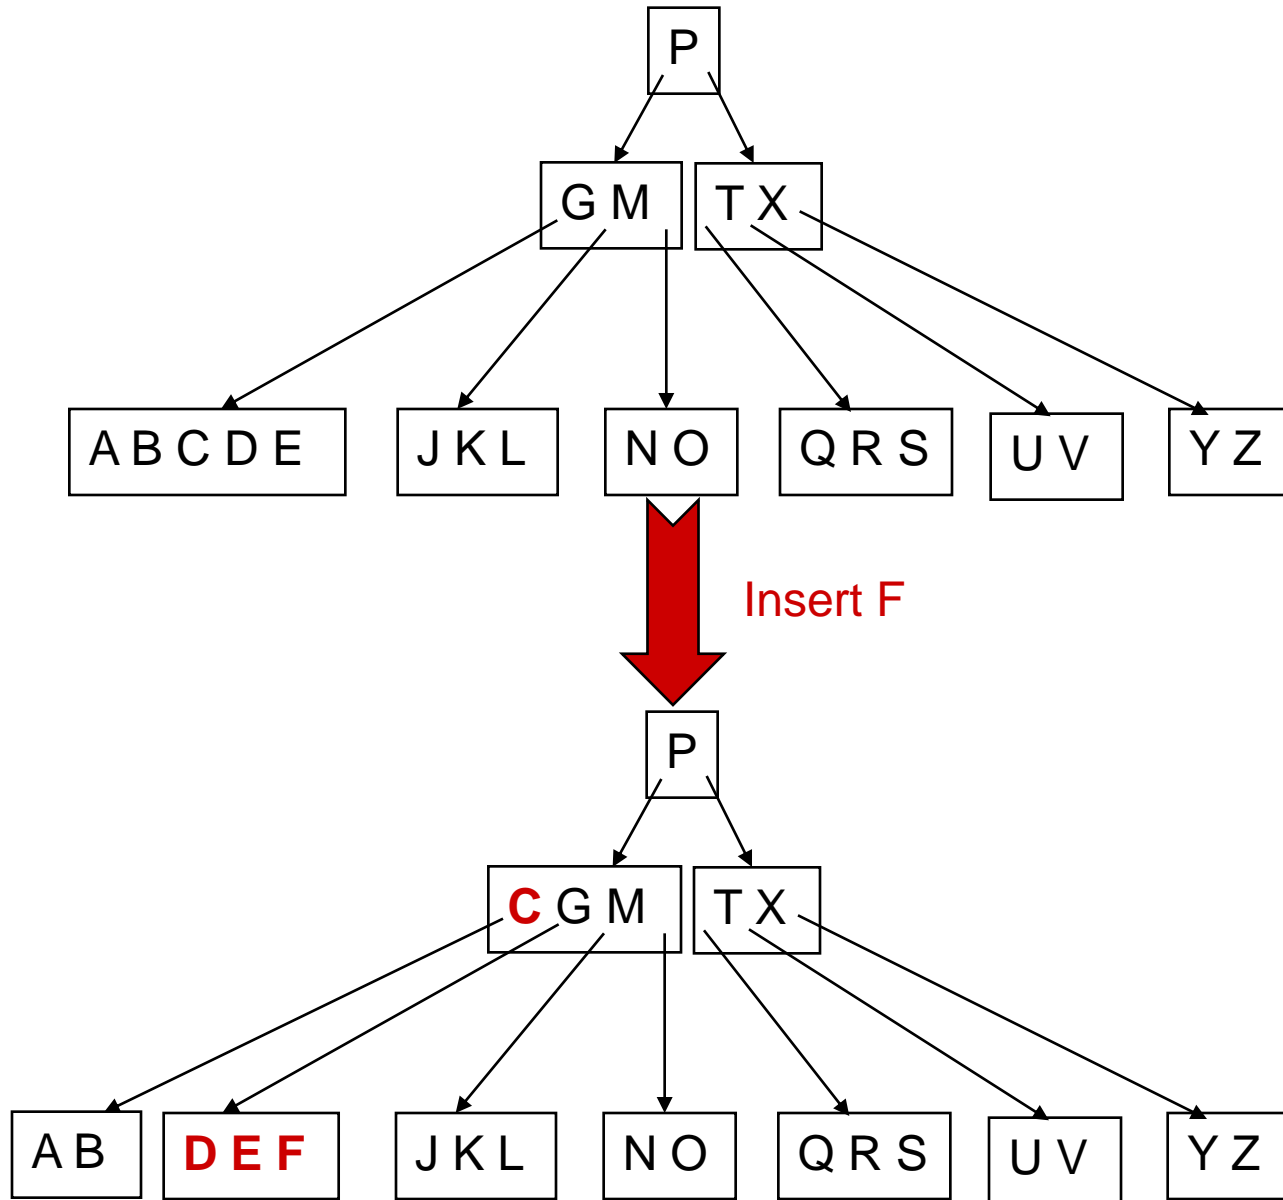 P
G M T X
A B C D E J K L N O Q R S U V Y Z
Insert F
P
C G M T X
A B D E F J K L N O Q R S U V Y Z